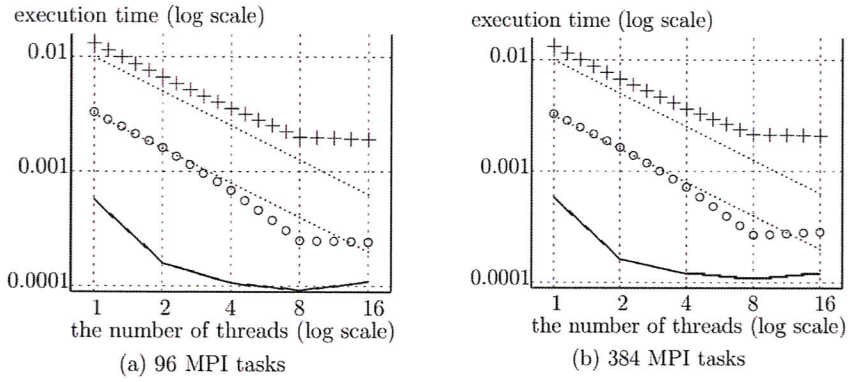 execution time (log scale)
0.01
0.001
0.0001
1 2 4 8 16
the number of threads (log scale)
(a) 96 MPI tasks
execution time (log scale)
0.01
0.001
0.0001
1 2 4 8 16
the number of threads (log scale)
(b) 384 MPI tasks